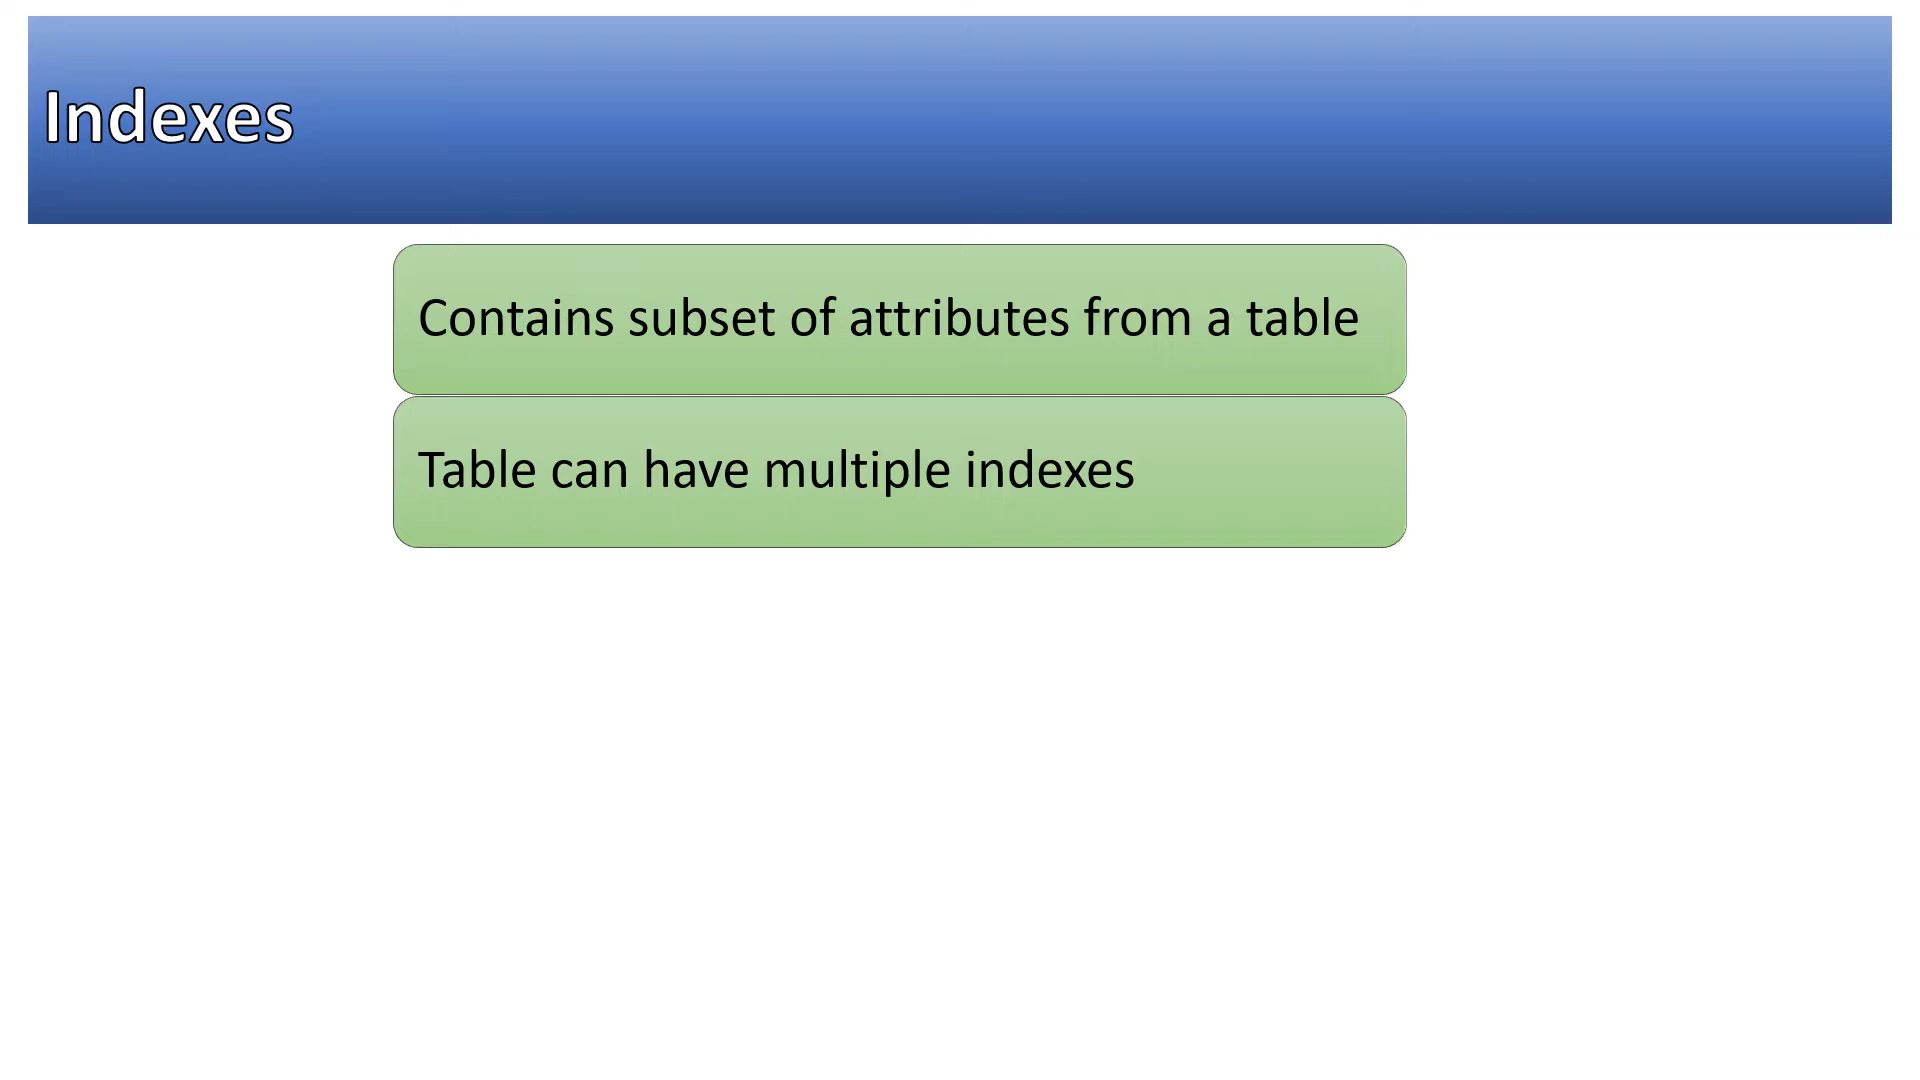 Indexes
Contains subset of attributes from a table
Table can have multiple indexes